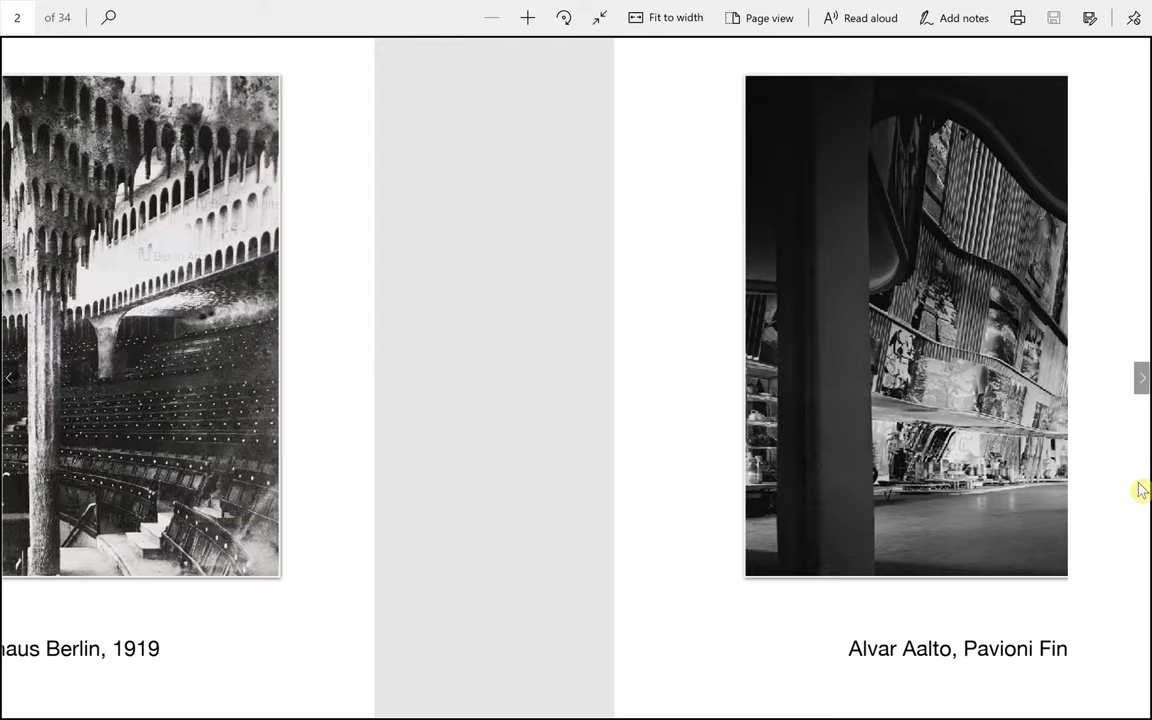 2 of 34
Fit to width
Page view
Read aloud
Add notes
haus Berlin, 1919
Alvar Aalto, Pavioni Fin